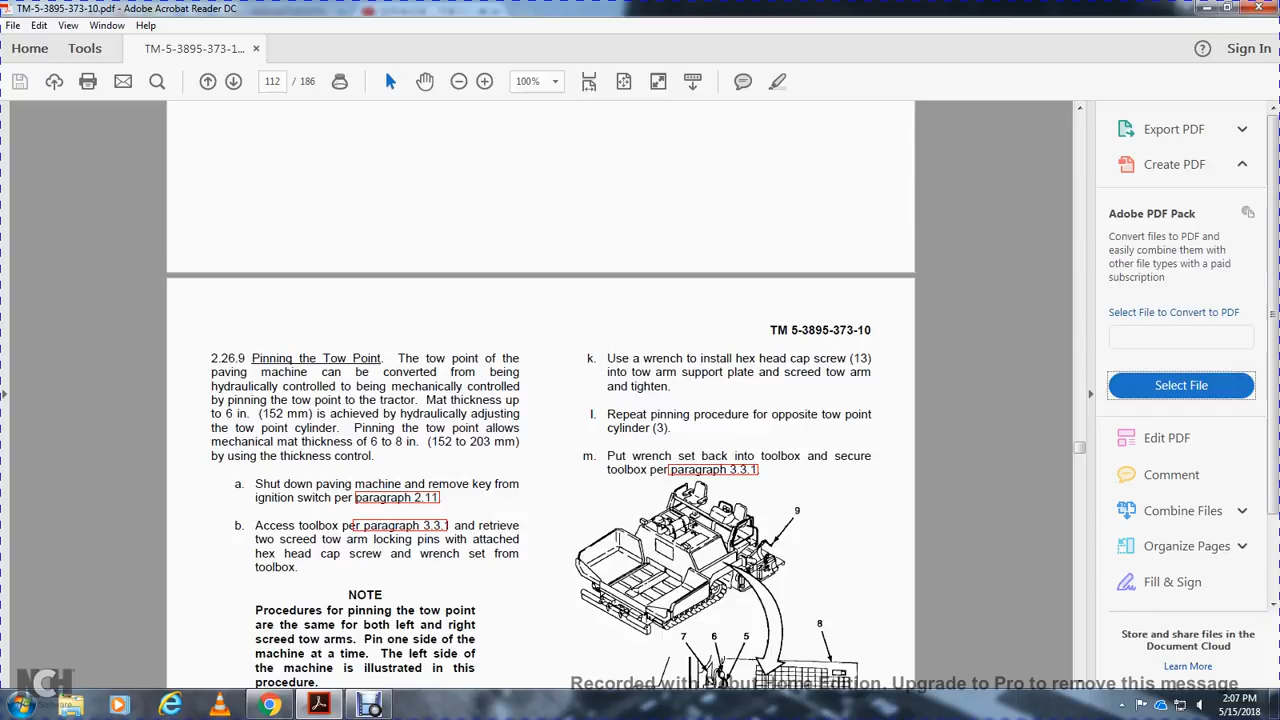 TM-5-3895-373-10.pdf - Adobe Acrobat Reader DC
File Edit View Window Help
Home Tools TM-5-3895-373-1... × Sign In
112 / 186 100%
TM 5-3895-373-10
2.26.9 Pinning the Tow Point. The tow point of the
paving machine can be converted from being
hydraulically controlled to being mechanically controlled
by pinning the tow point to the tractor. Mat thickness up
to 6 in. (152 mm) is achieved by hydraulically adjusting
the tow point cylinder. Pinning the tow point allows
mechanical mat thickness of 6 to 8 in. (152 to 203 mm)
by using the thickness control.
a. Shut down paving machine and remove key from
ignition switch per paragraph 2.11
b. Access toolbox per paragraph 3.3.1 and retrieve
two screed tow arm locking pins with attached
hex head cap screw and wrench set from
toolbox.
NOTE
Procedures for pinning the tow point
are the same for both left and right
screed tow arms. Pin one side of the
machine at a time. The left side of
the machine is illustrated in this
procedure.
k. Use a wrench to install hex head cap screw (13)
into tow arm support plate and screed tow arm
and tighten.
l. Repeat pinning procedure for opposite tow point
cylinder (3).
m. Put wrench set back into toolbox and secure
toolbox per paragraph 3.3.1.
9
8
7 6 5
Export PDF
Create PDF
Adobe PDF Pack
Convert files to PDF and
easily combine them with
other file types with a paid
subscription
Select File to Convert to PDF
Select File
Edit PDF
Comment
Combine Files
Organize Pages
Fill & Sign
Store and share files in the
Document Cloud
Learn More
NCH
Software
Recorded with Debut Home Edition. Upgrade to Pro to remove this message
2:07 PM
5/15/2018